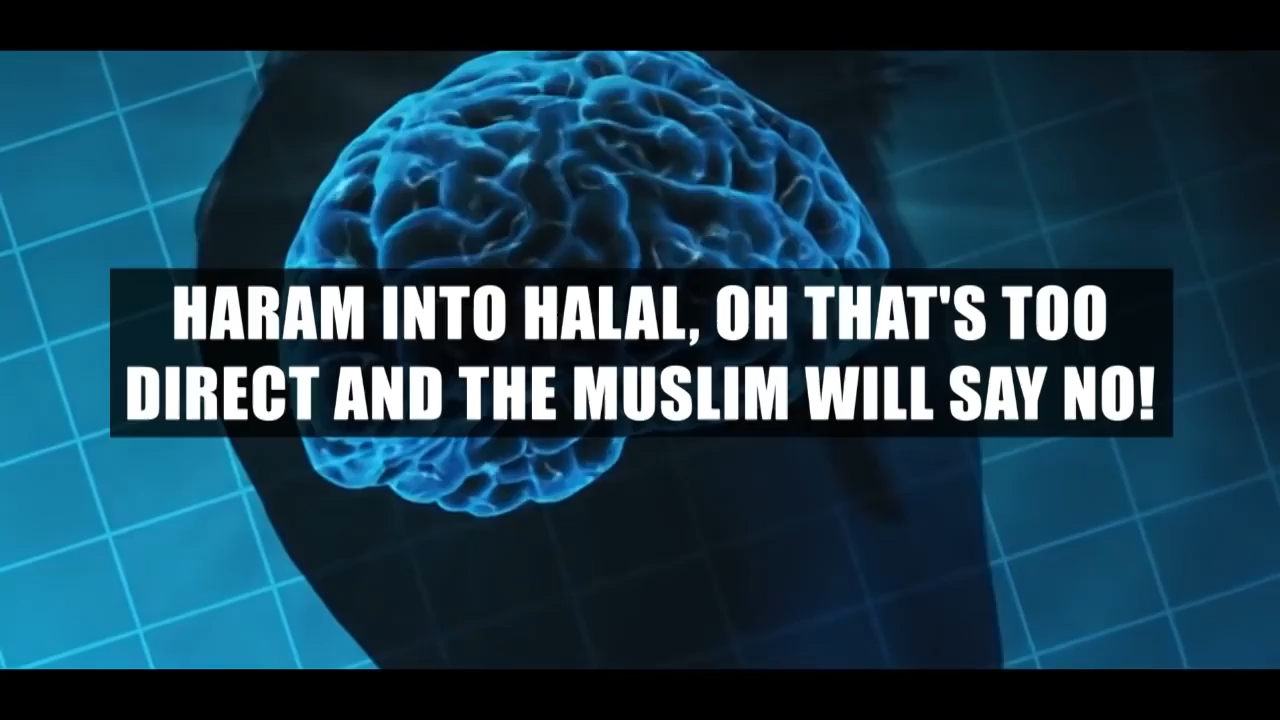 HARAM INTO HALAL, OH THAT'S TOO
DIRECT AND THE MUSLIM WILL SAY NO!